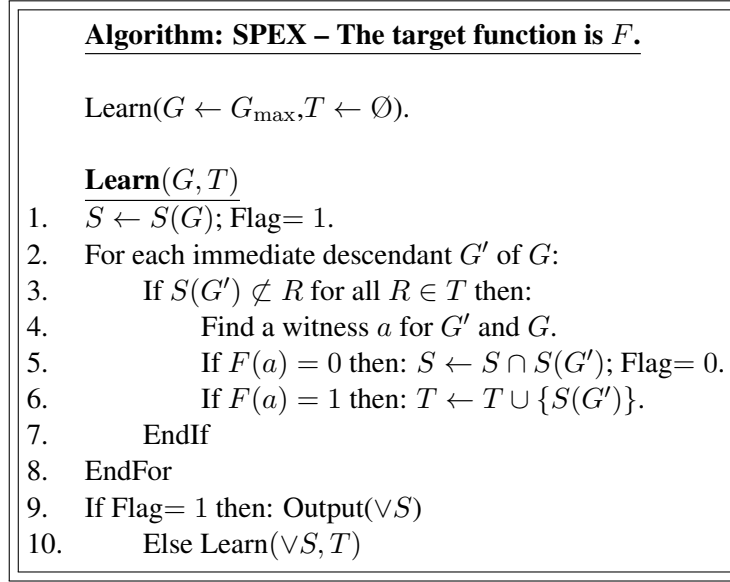 Algorithm: SPEX – The target function is F.
Learn(G ← G_max,T ← Ø).
Learn(G, T)
1. S ← S(G); Flag= 1.
2. For each immediate descendant G′ of G:
3. If S(G′) ⊄ R for all R ∈ T then:
4. Find a witness a for G′ and G.
5. If F(a) = 0 then: S ← S ∩ S(G′); Flag= 0.
6. If F(a) = 1 then: T ← T ∪ {S(G′)}.
7. EndIf
8. EndFor
9. If Flag= 1 then: Output(∨S)
10. Else Learn(∨S, T)